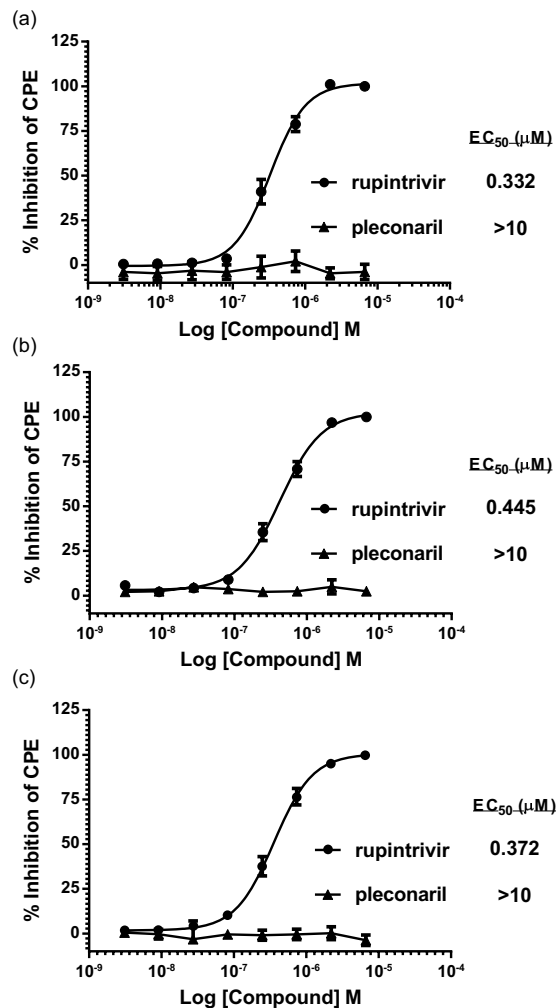 (a)
125
100
75
50
25
0
% Inhibition of CPE
EC₅₀ (μM)
rupintrivir 0.332
pleconaril >10
10⁻⁹ 10⁻⁸ 10⁻⁷ 10⁻⁶ 10⁻⁵ 10⁻⁴
Log [Compound] M
(b)
125
100
75
50
25
0
% Inhibition of CPE
EC₅₀ (μM)
rupintrivir 0.445
pleconaril >10
10⁻⁹ 10⁻⁸ 10⁻⁷ 10⁻⁶ 10⁻⁵ 10⁻⁴
Log [Compound] M
(c)
125
100
75
50
25
0
% Inhibition of CPE
EC₅₀ (μM)
rupintrivir 0.372
pleconaril >10
10⁻⁹ 10⁻⁸ 10⁻⁷ 10⁻⁶ 10⁻⁵ 10⁻⁴
Log [Compound] M